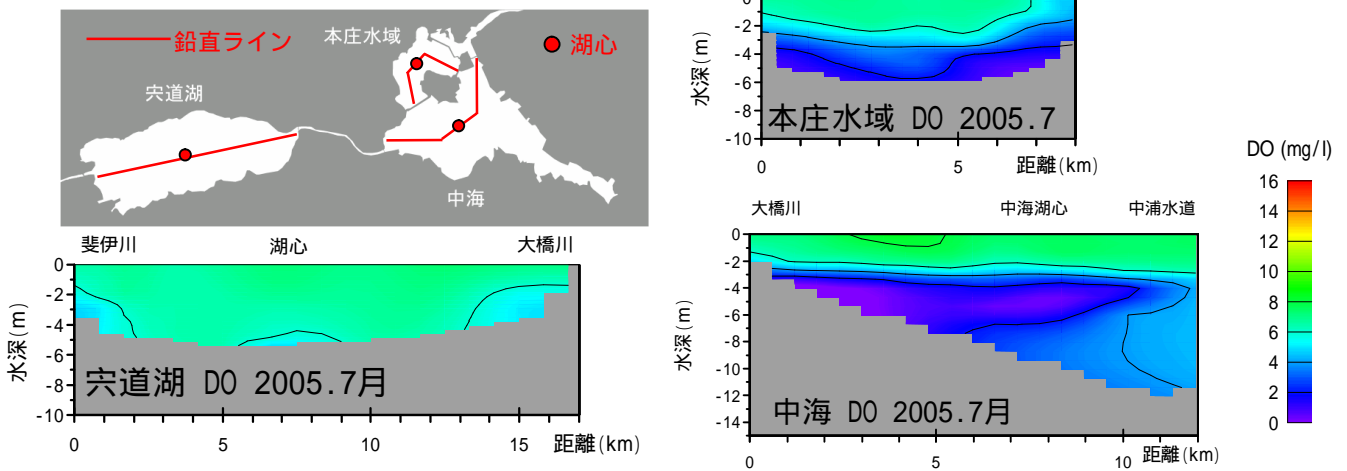 鉛直ライン
本庄水域
湖心
宍道湖
中海
斐伊川 湖心 大橋川
0
-2
-4
-6
-8
-10
水深(m)
宍道湖 DO 2005.7月
0 5 10 15 距離(km)
-2
-4
-6
-8
-10
水深(m)
本庄水域 DO 2005.7
0 5 距離(km)
大橋川 中海湖心 中浦水道
0
-2
-4
-6
-8
-10
-12
-14
水深(m)
中海 DO 2005.7月
0 5 10 距離(km)
DO (mg/l)
16
14
12
10
8
6
4
2
0